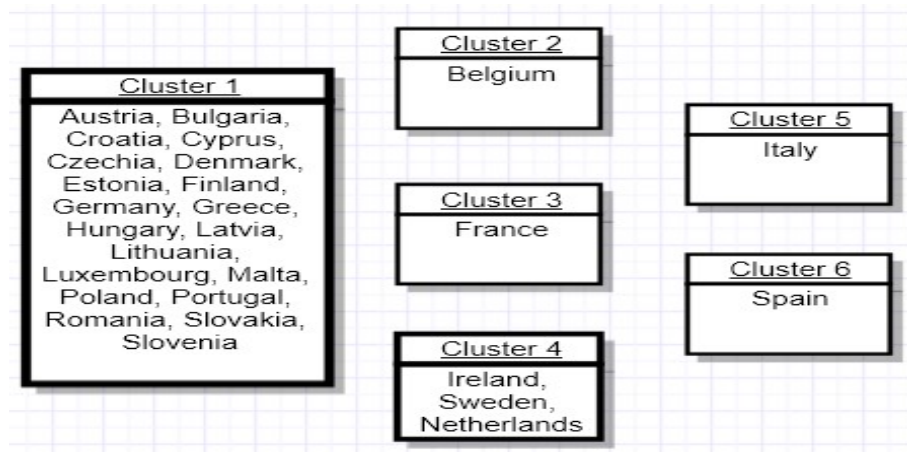 Cluster 1
Austria, Bulgaria,
Croatia, Cyprus,
Czechia, Denmark,
Estonia, Finland,
Germany, Greece,
Hungary, Latvia,
Lithuania,
Luxembourg, Malta,
Poland, Portugal,
Romania, Slovakia,
Slovenia
Cluster 2
Belgium
Cluster 3
France
Cluster 4
Ireland,
Sweden,
Netherlands
Cluster 5
Italy
Cluster 6
Spain